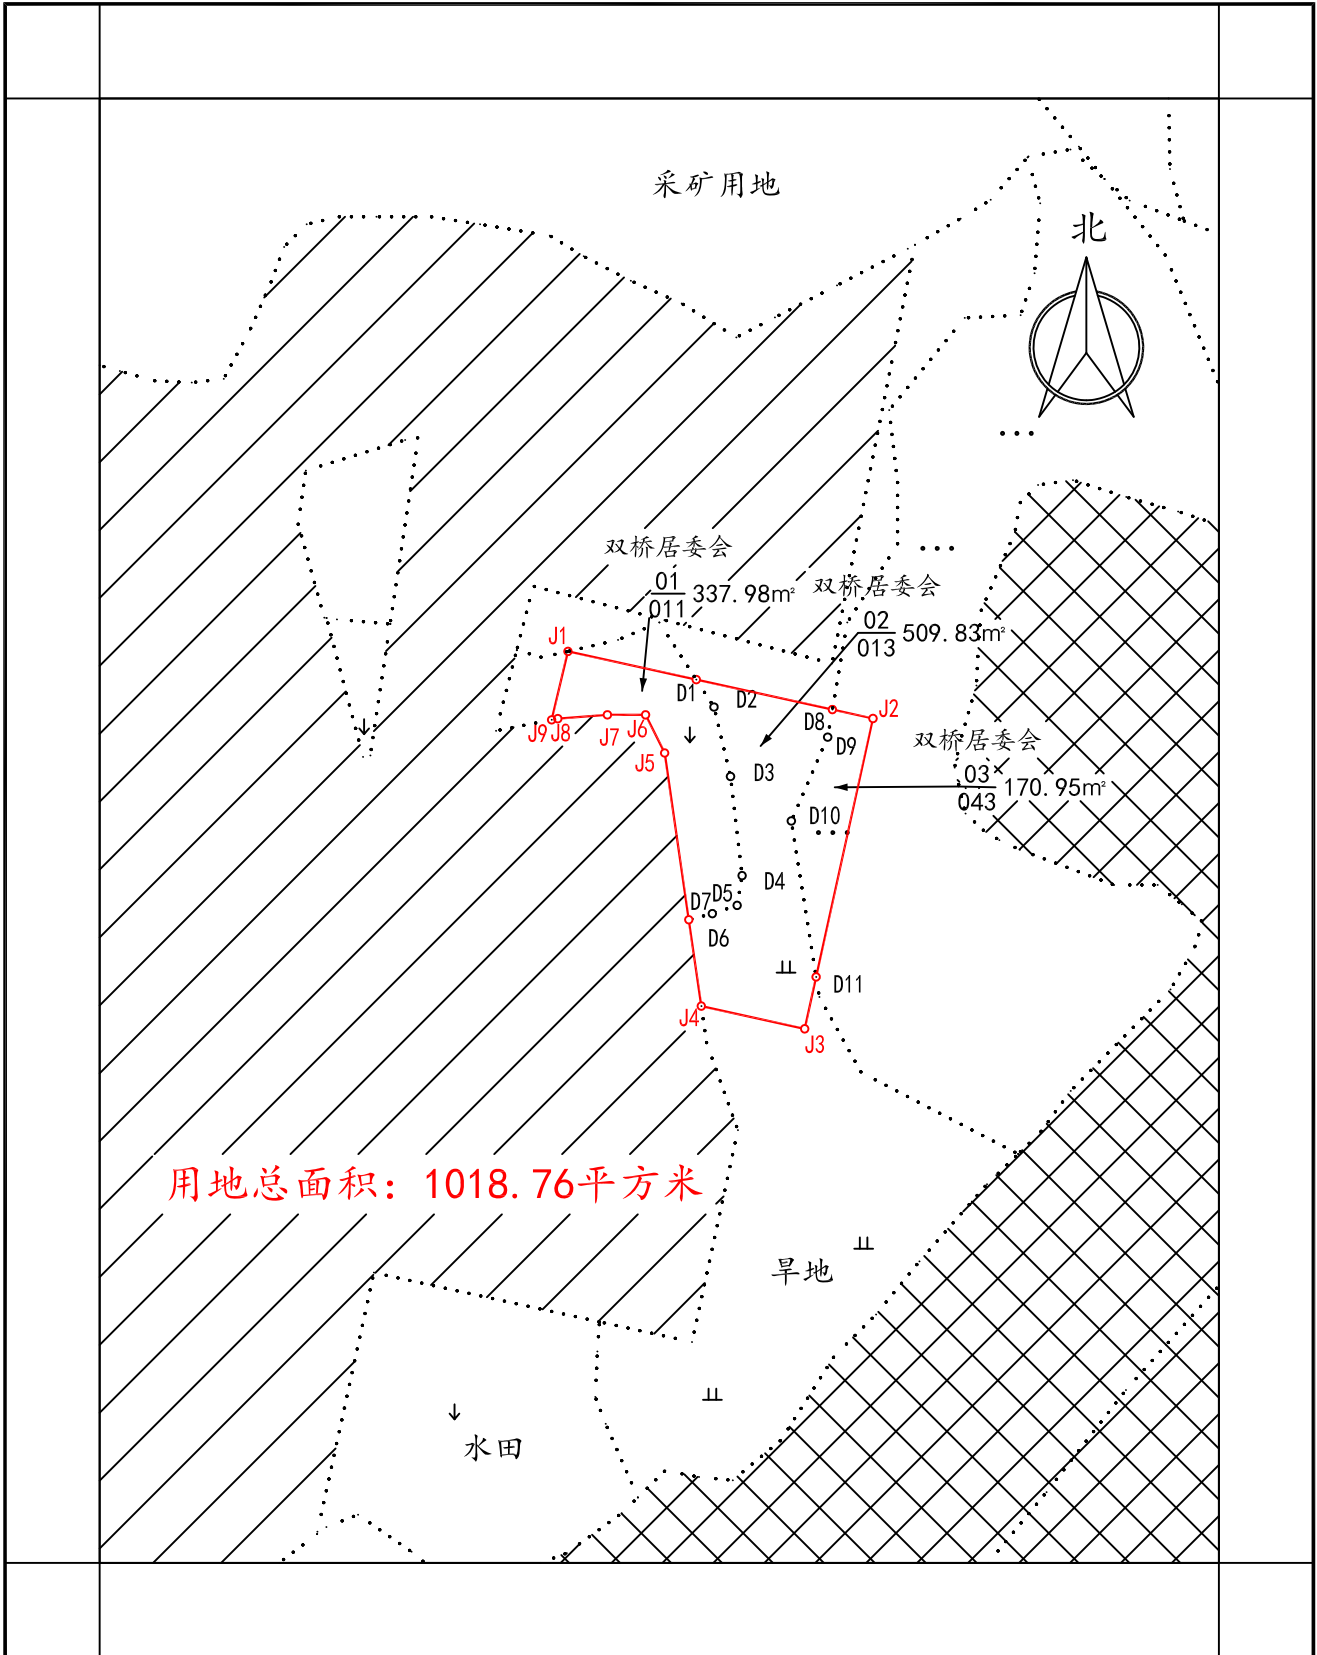 采矿用地
北
双桥居委会
01
011
337.98m²
双桥居委会
02
013
509.83m²
J1
D1
D2
D8
J2
D9
J9
J8
J7
J6
J5
双桥居委会
03
043
170.95m²
D3
D10
D4
D5
D7
D6
D11
J4
J3
用地总面积：1018.76平方米
旱地
水田